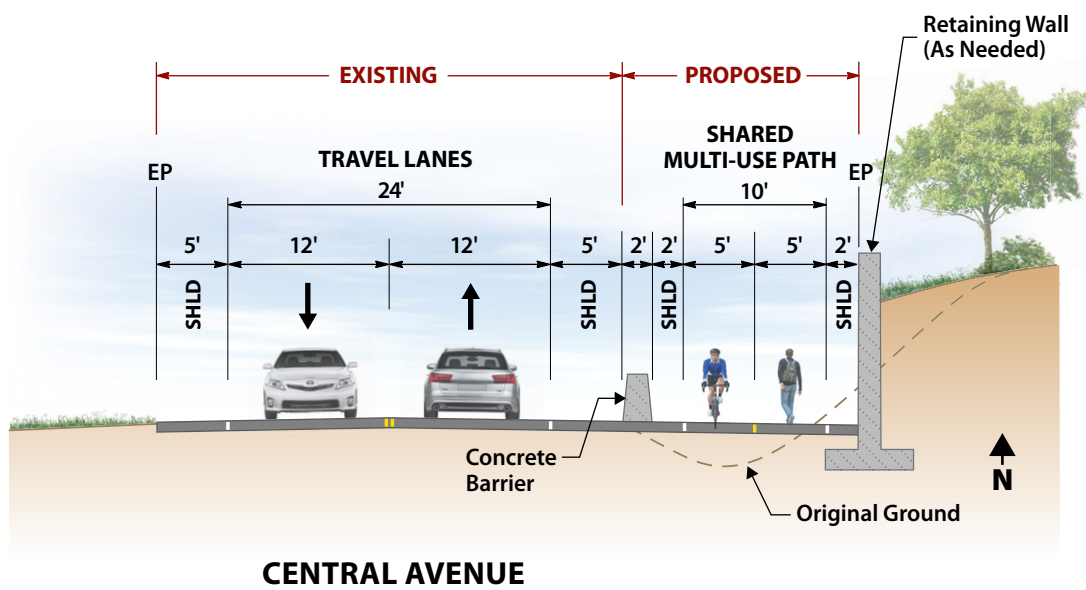 Retaining Wall
(As Needed)
EXISTING
PROPOSED
TRAVEL LANES
24'
SHARED
MULTI-USE PATH
10'
EP
EP
5'
12'
12'
5'
2'
2'
5'
5'
2'
SHLD
SHLD
SHLD
SHLD
Concrete
Barrier
Original Ground
N
CENTRAL AVENUE